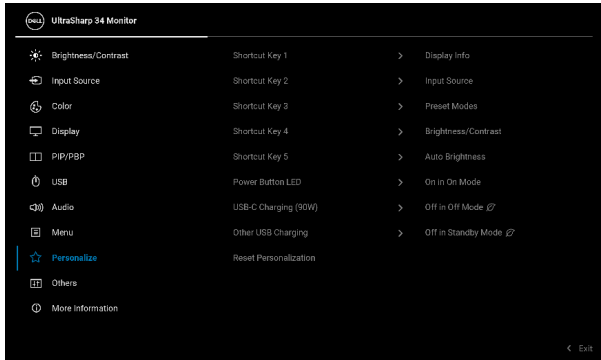 DELL UltraSharp 34 Monitor
Brightness/Contrast Shortcut Key 1 > Display Info
Input Source Shortcut Key 2 > Input Source
Color Shortcut Key 3 > Preset Modes
Display Shortcut Key 4 > Brightness/Contrast
PIP/PBP Shortcut Key 5 > Auto Brightness
USB Power Button LED > On in On Mode
Audio USB-C Charging (90W) > Off in Off Mode
Menu Other USB Charging > Off in Standby Mode
Personalize Reset Personalization
Others
More Information
< Exit